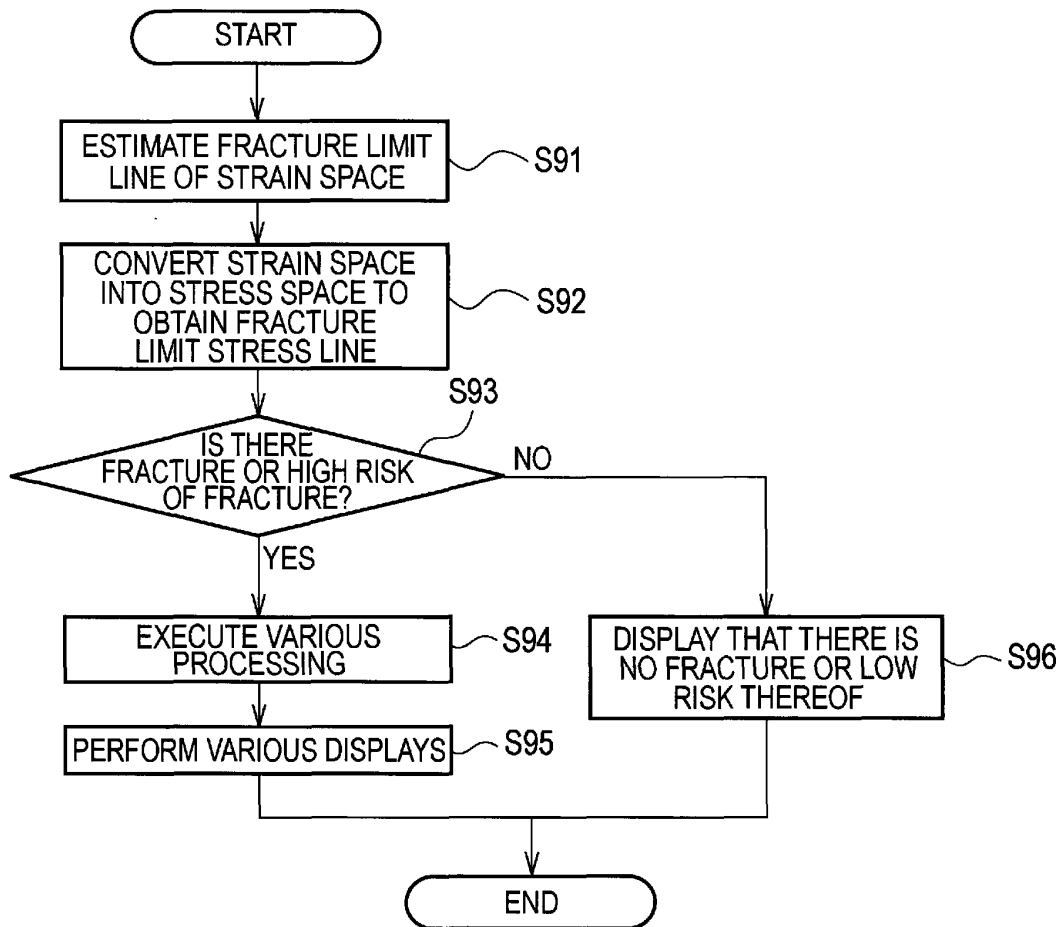 START
ESTIMATE FRACTURE LIMIT
LINE OF STRAIN SPACE
S91
CONVERT STRAIN SPACE
INTO STRESS SPACE TO
OBTAIN FRACTURE
LIMIT STRESS LINE
S92
S93
IS THERE
FRACTURE OR HIGH RISK
OF FRACTURE?
NO
YES
EXECUTE VARIOUS
PROCESSING
S94
DISPLAY THAT THERE IS
NO FRACTURE OR LOW
RISK THEREOF
S96
PERFORM VARIOUS DISPLAYS
S95
END